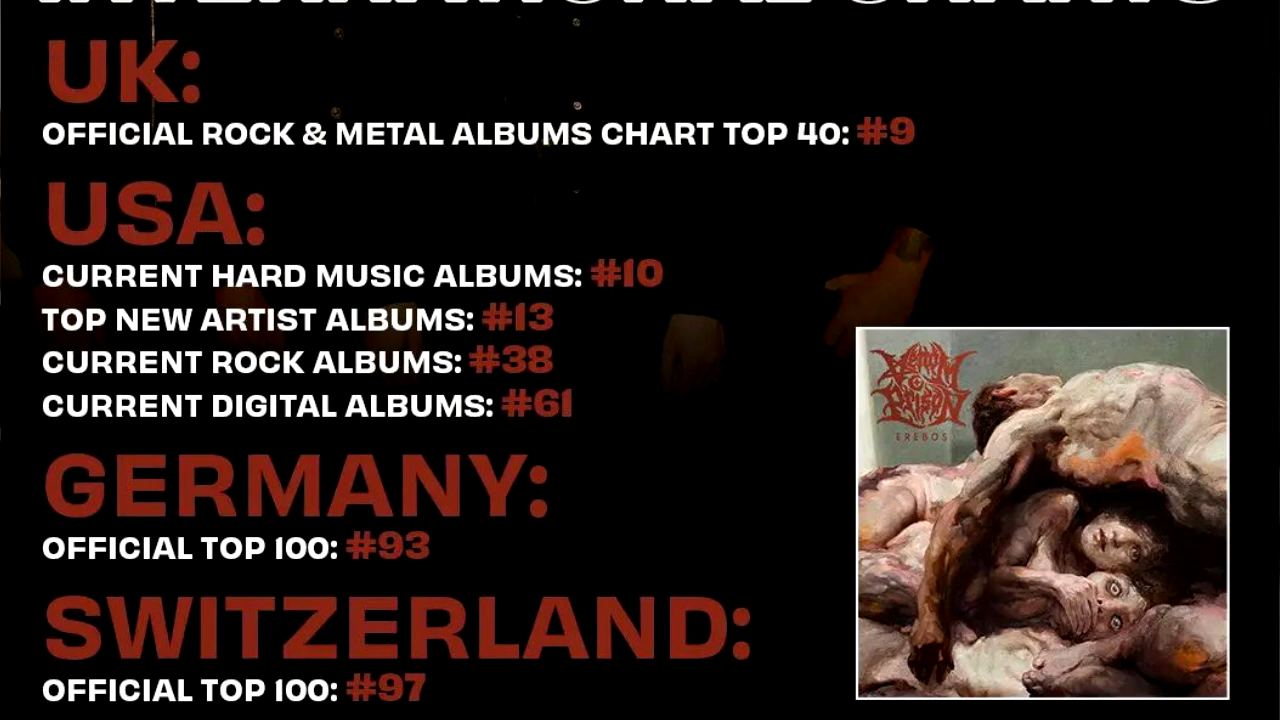 UK:
OFFICIAL ROCK & METAL ALBUMS CHART TOP 40: #9
USA:
CURRENT HARD MUSIC ALBUMS: #10
TOP NEW ARTIST ALBUMS: #13
CURRENT ROCK ALBUMS: #38
CURRENT DIGITAL ALBUMS: #61
GERMANY:
OFFICIAL TOP 100: #93
SWITZERLAND:
OFFICIAL TOP 100: #97
VENOM
PRISON
EREBOS